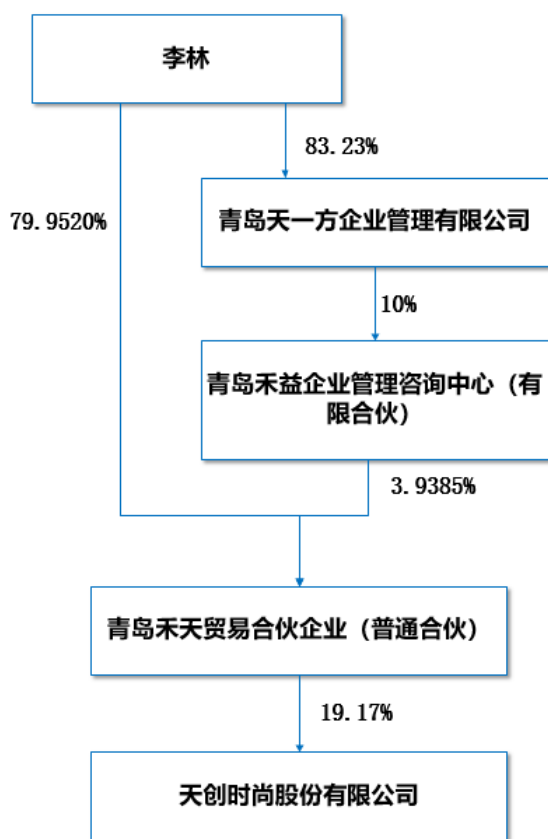 李林
83.23%
79.9520%
青岛天一方企业管理有限公司
10%
青岛禾益企业管理咨询中心（有
限合伙）
3.9385%
青岛禾天贸易合伙企业（普通合伙）
19.17%
天创时尚股份有限公司